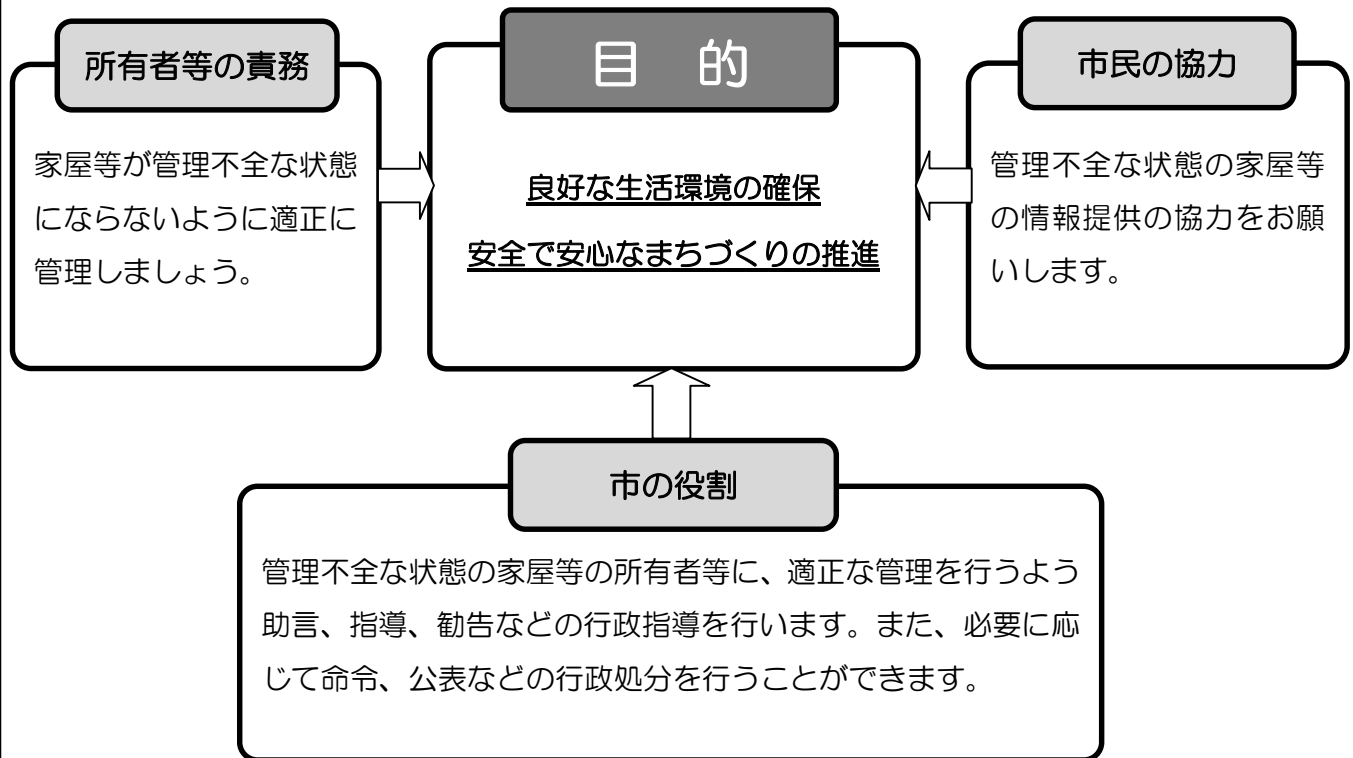 所有者等の責務
家屋等が管理不全な状態
にならないように適正に
管理しましょう。
目　的
良好な生活環境の確保
安全で安心なまちづくりの推進
市民の協力
管理不全な状態の家屋等
の情報提供の協力をお願
いします。
市の役割
管理不全な状態の家屋等の所有者等に、適正な管理を行うよう
助言、指導、勧告などの行政指導を行います。また、必要に応
じて命令、公表などの行政処分を行うことができます。